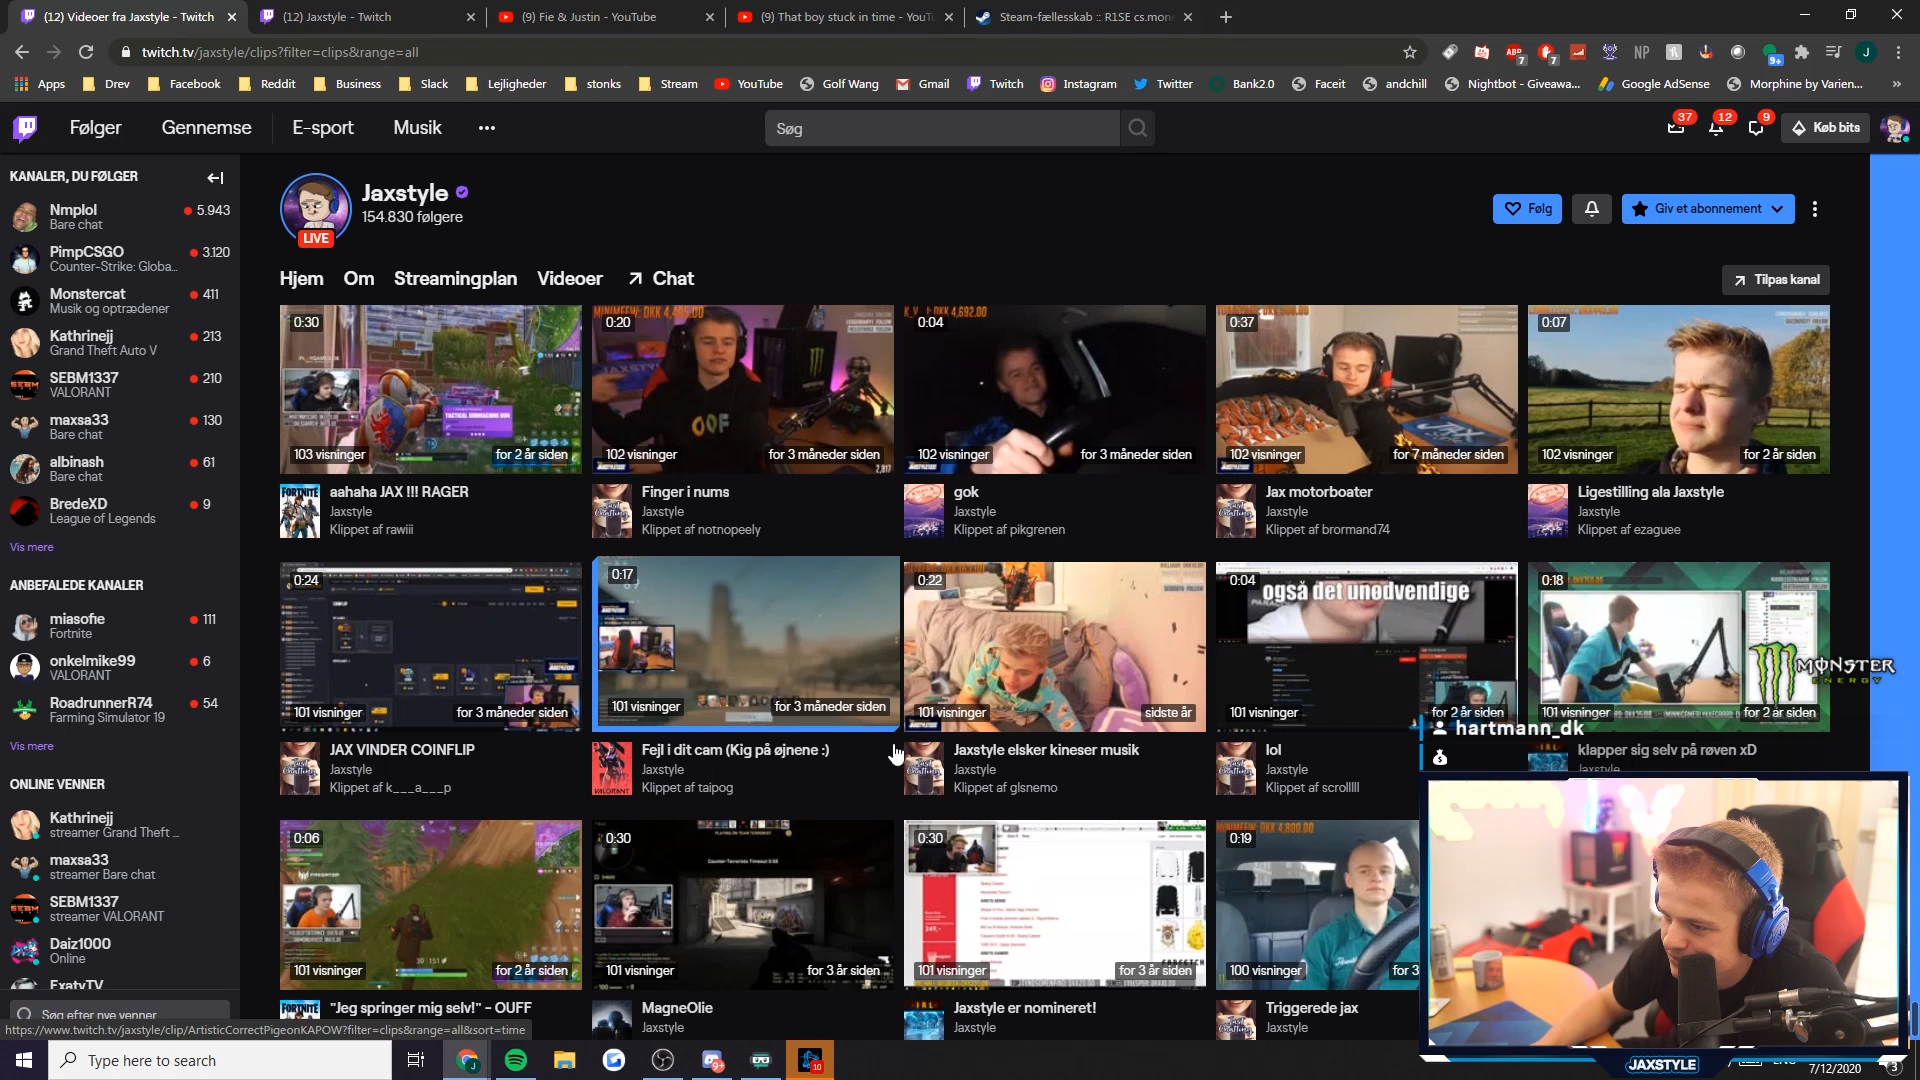 (12) Videoer fra Jaxstyle - Twitch
(12) Jaxstyle - Twitch
(9) Fie & Justin - YouTube
(9) That boy stuck in time - YouT
Steam-fællesskab :: R1SE cs.mon
twitch.tv/jaxstyle/clips?filter=clips&range=all
Apps
Drev
Facebook
Reddit
Business
Slack
Lejligheder
stonks
Stream
YouTube
Golf Wang
Gmail
Twitch
Instagram
Twitter
Bank2.0
Faceit
andchill
Nightbot - Giveawa...
Google AdSense
Morphine by Varien...
Følger
Gennemse
E-sport
Musik
Søg
37
12
9
Køb bits
KANALER, DU FØLGER
Nmplol
5.943
Bare chat
PimpCSGO
3.120
Counter-Strike: Globa...
Monstercat
411
Musik og optrædener
Kathrinejj
213
Grand Theft Auto V
SEBM1337
210
VALORANT
maxsa33
130
Bare chat
albinash
61
Bare chat
BredeXD
9
League of Legends
Vis mere
ANBEFALEDE KANALER
miasofie
111
Fortnite
onkelmike99
6
VALORANT
RoadrunnerR74
54
Farming Simulator 19
Vis mere
ONLINE VENNER
Kathrinejj
streamer Grand Theft ...
maxsa33
streamer Bare chat
SEBM1337
streamer VALORANT
Daiz1000
Online
ExatyTV
Søg efter nye venner
Jaxstyle
154.830 følgere
LIVE
Følg
Giv et abonnement
Hjem
Om
Streamingplan
Videoer
Chat
Tilpas kanal
0:30
103 visninger
for 2 år siden
aahaha JAX !!! RAGER
Jaxstyle
Klippet af rawiii
0:20
OOF
102 visninger
for 3 måneder siden
Finger i nums
Jaxstyle
Klippet af notnopeely
0:04
102 visninger
for 3 måneder siden
gok
Jaxstyle
Klippet af pikgrenen
0:37
102 visninger
for 7 måneder siden
Jax motorboater
Jaxstyle
Klippet af brormand74
0:07
102 visninger
for 2 år siden
Ligestilling ala Jaxstyle
Jaxstyle
Klippet af ezaguee
0:24
101 visninger
for 3 måneder siden
JAX VINDER COINFLIP
Jaxstyle
Klippet af k___a___p
0:17
101 visninger
for 3 måneder siden
Fejl i dit cam (Kig på øjnene :)
Jaxstyle
Klippet af taipog
0:22
101 visninger
sidste år
Jaxstyle elsker kineser musik
Jaxstyle
Klippet af glsnemo
0:04
også det unødvendige
101 visninger
for 2 år siden
lol
Jaxstyle
Klippet af scrolllll
0:18
101 visninger
for 2 år siden
klapper sig selv på røven xD
Jaxstyle
MONSTER
ENERGY
hartmann_dk
0:06
101 visninger
for 2 år siden
"Jeg springer mig selv!" - OUFF
0:30
101 visninger
for 3 år siden
MagneOlie
Jaxstyle
0:30
101 visninger
for 3 år siden
Jaxstyle er nomineret!
Jaxstyle
0:19
100 visninger
for 3
Triggerede jax
Jaxstyle
JAXSTYLE
https://www.twitch.tv/jaxstyle/clip/ArtisticCorrectPigeonKAPOW?filter=clips&range=all&sort=time
Type here to search
7/12/2020
3